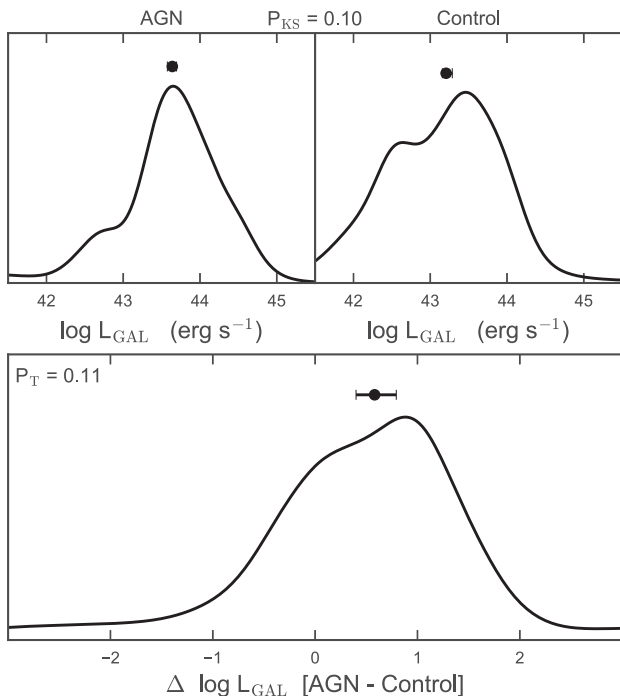 AGN P_KS = 0.10 Control
42 43 44 45 42 43 44 45
log L_GAL (erg s⁻¹) log L_GAL (erg s⁻¹)
P_T = 0.11
−2 −1 0 1 2
Δ log L_GAL [AGN - Control]